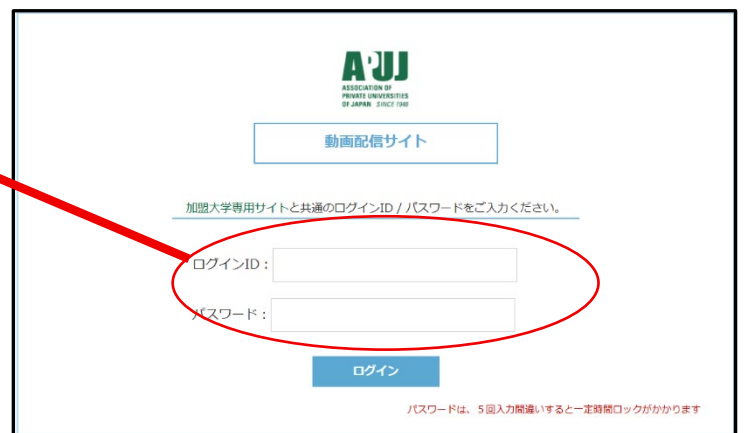 APUJ
ASSOCIATION OF
PRIVATE UNIVERSITIES
OF JAPAN SINCE 1946
動画配信サイト
加盟大学専用サイトと共通のログインID / パスワードをご入力ください。
ログインID：
パスワード：
ログイン
パスワードは、５回入力間違いすると一定時間ロックがかかります